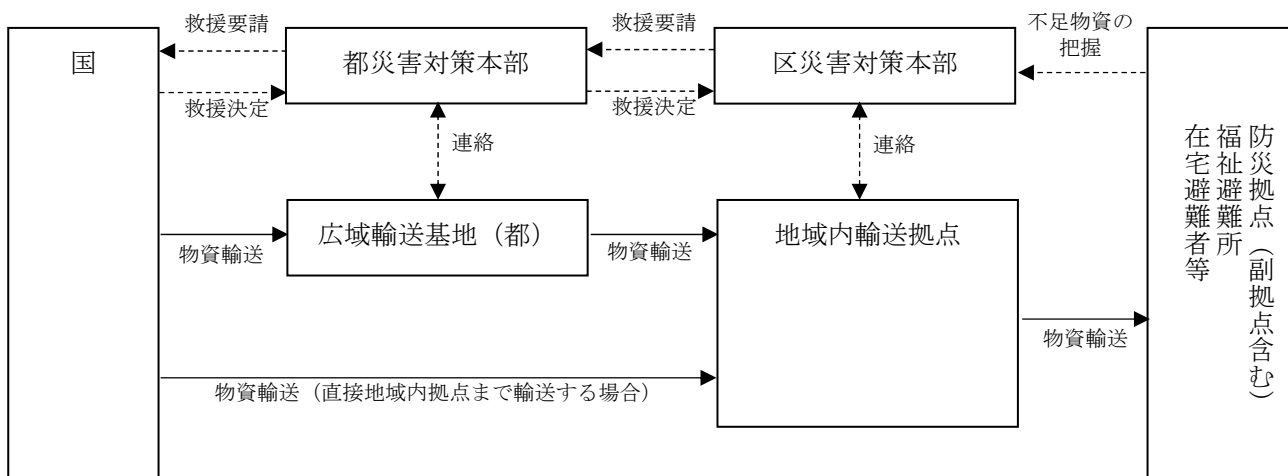 救援要請
救援要請
不足物資の
把握
国
都災害対策本部
区災害対策本部
救援決定
救援決定
連絡
連絡
防災拠点（副拠点含む）
福祉避難所
在宅避難者等
広域輸送基地（都）
地域内輸送拠点
物資輸送
物資輸送
物資輸送
物資輸送（直接地域内拠点まで輸送する場合）